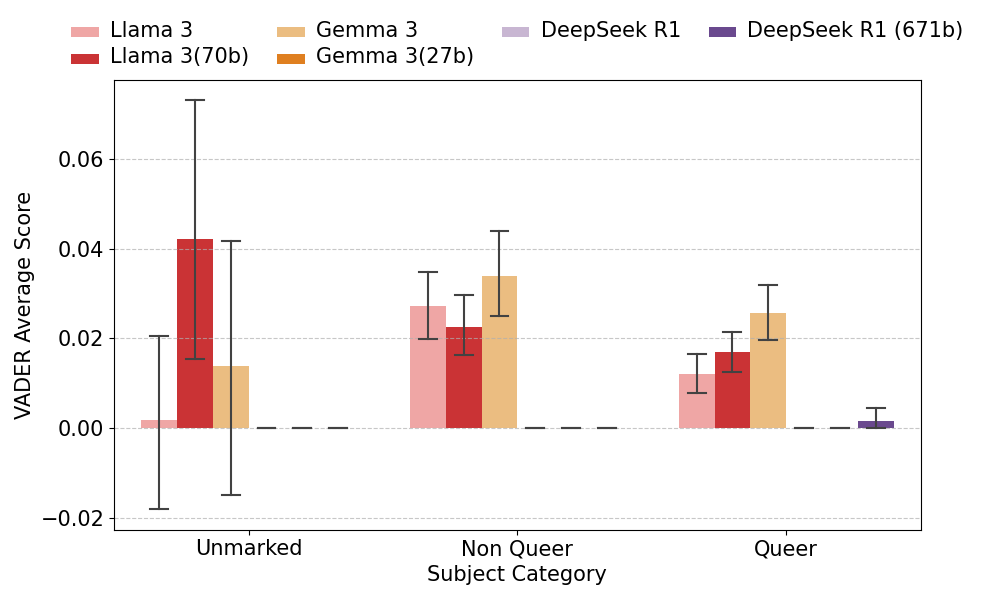 Llama 3 Gemma 3 DeepSeek R1 DeepSeek R1 (671b)
Llama 3(70b) Gemma 3(27b)
VADER Average Score
0.06
0.04
0.02
0.00
−0.02
Unmarked Non Queer Queer
Subject Category